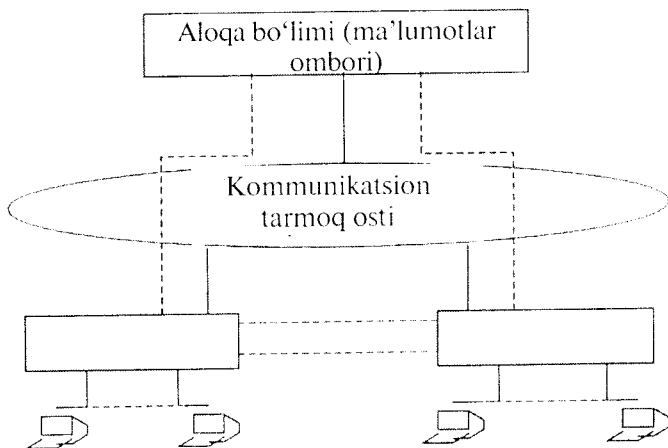 Aloqa bo‘limi (ma’lumotlar
ombori)
Kommunikatsion
tarmoq osti